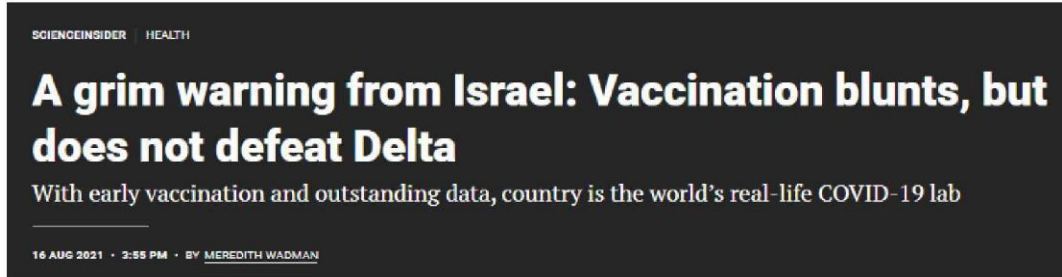 SCIENCEINSIDER | HEALTH
A grim warning from Israel: Vaccination blunts, but
does not defeat Delta
With early vaccination and outstanding data, country is the world’s real-life COVID-19 lab
16 AUG 2021 • 3:55 PM • BY MEREDITH WADMAN